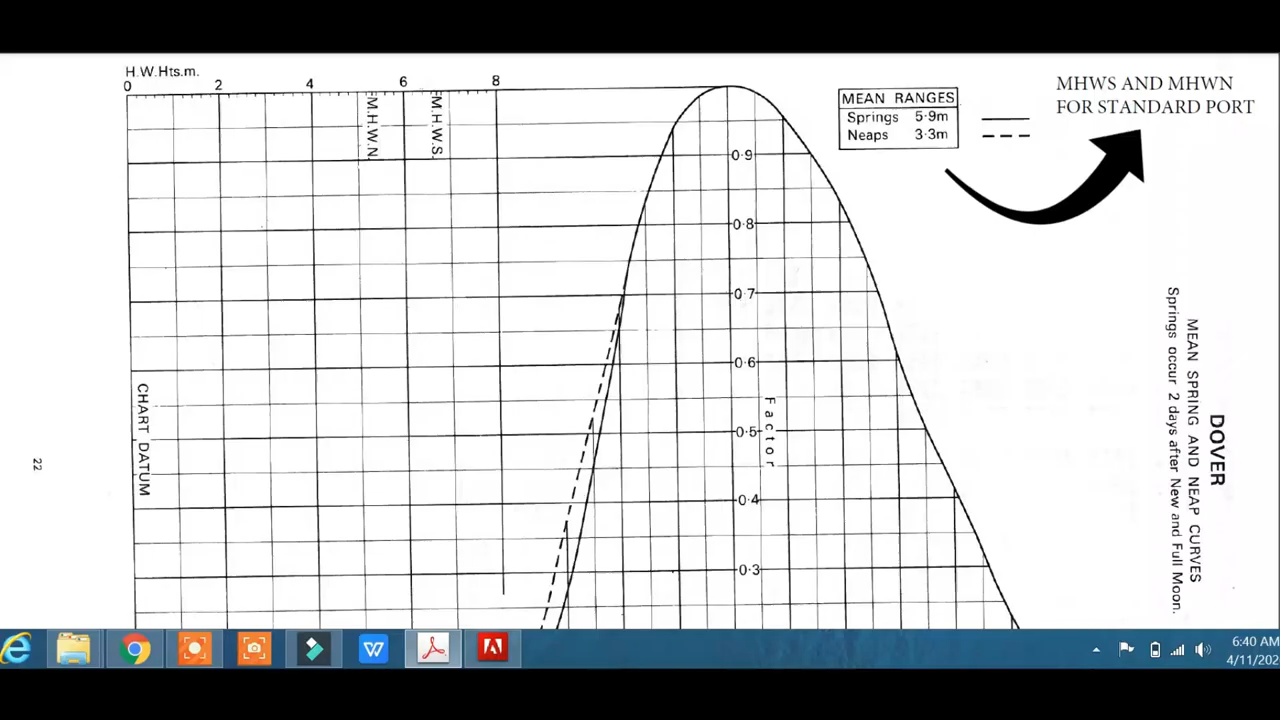 H.W.Hts.m.
0 2 4 6 8
M.H.W.N.
M.H.W.S.
MEAN RANGES
Springs 5·9m
Neaps 3·3m
MHWS AND MHWN
FOR STANDARD PORT
0·9
0·8
0·7
0·6
0·5
0·4
0·3
Factor
CHART DATUM
22
DOVER
MEAN SPRING AND NEAP CURVES
Springs occur 2 days after New and Full Moon.
6:40 AM
4/11/202